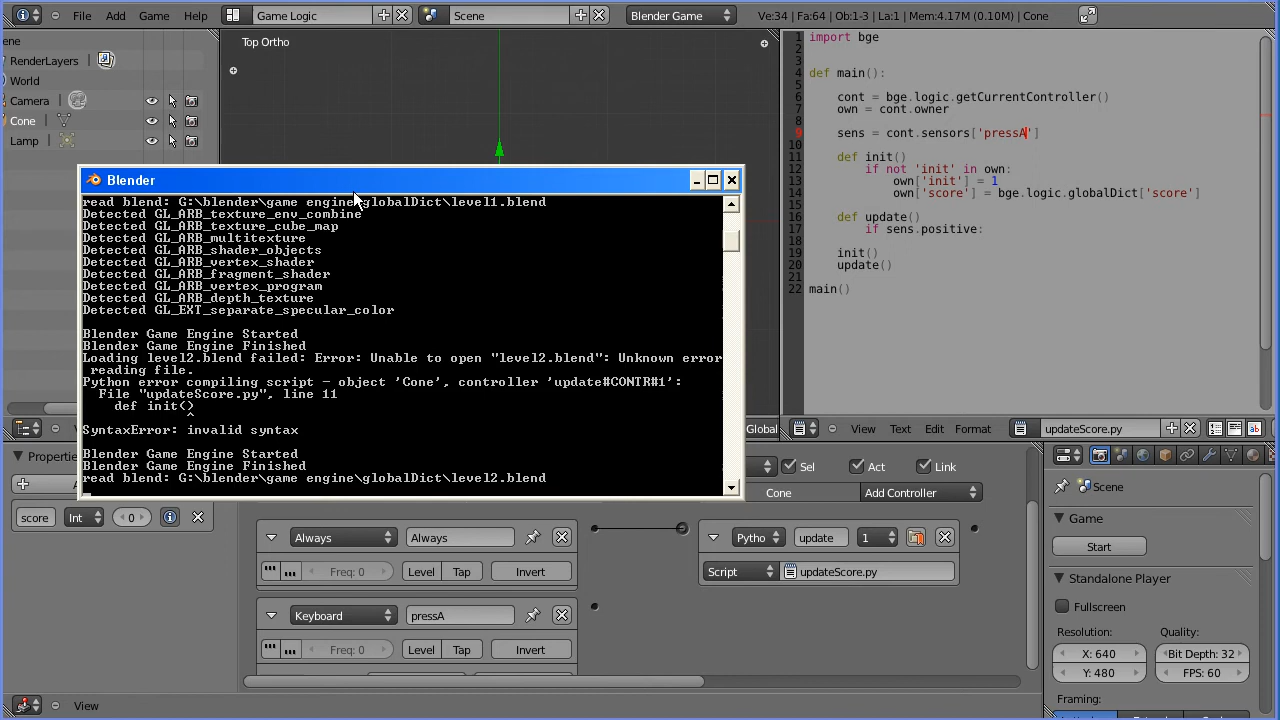 File Add Game Help Game Logic Scene Blender Game Ve:34 | Fa:64 | Ob:1-3 | La:1 | Mem:4.17M (0.10M) | Cone
ene
RenderLayers
World
Camera
Cone
Lamp
Top Ortho
1 import bge
2
3
4 def main():
5
6 cont = bge.logic.getCurrentController()
7 own = cont.owner
8
9 sens = cont.sensors['pressA']
10
11 def init()
12 if not 'init' in own:
13 own['init'] = 1
14 own['score'] = bge.logic.globalDict['score']
15
16 def update()
17 if sens.positive:
18
19 init()
20 update()
21
22 main()
Blender
read blend: G:\blender\game engine\globalDict\level1.blend
Detected GL_ARB_texture_env_combine
Detected GL_ARB_texture_cube_map
Detected GL_ARB_multitexture
Detected GL_ARB_shader_objects
Detected GL_ARB_vertex_shader
Detected GL_ARB_fragment_shader
Detected GL_ARB_vertex_program
Detected GL_ARB_depth_texture
Detected GL_EXT_separate_specular_color
Blender Game Engine Started
Blender Game Engine Finished
Loading level2.blend failed: Error: Unable to open "level2.blend": Unknown error
reading file.
Python error compiling script - object 'Cone', controller 'update#CONTR#1':
File "updateScore.py", line 11
def init()
^
SyntaxError: invalid syntax
Blender Game Engine Started
Blender Game Engine Finished
read blend: G:\blender\game engine\globalDict\level2.blend
Global
View Text Edit Format updateScore.py
Properti
score Int 0
Sel Act Link
Cone Add Controller
Always Always
Freq: 0 Level Tap Invert
Keyboard pressA
Freq: 0 Level Tap Invert
Pytho update 1
Script updateScore.py
View
Scene
Game
Start
Standalone Player
Fullscreen
Resolution: Quality:
X: 640 Bit Depth: 32
Y: 480 FPS: 60
Framing: